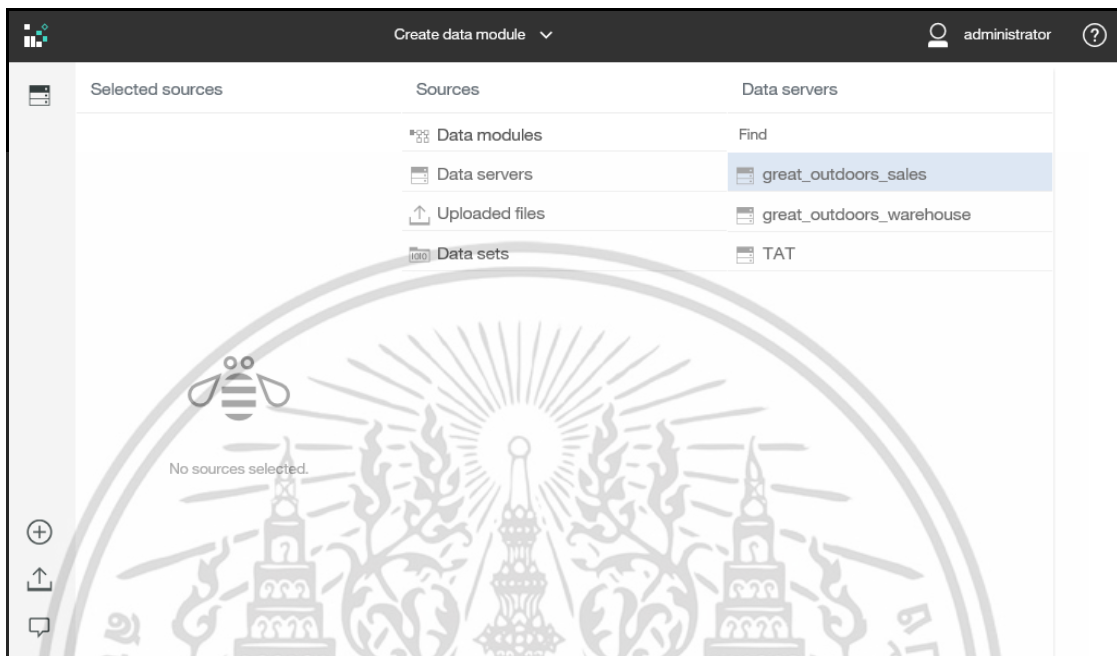 Create data module
administrator
?
Selected sources
Sources
Data servers
Data modules
Find
Data servers
great_outdoors_sales
Uploaded files
great_outdoors_warehouse
Data sets
TAT
No sources selected.